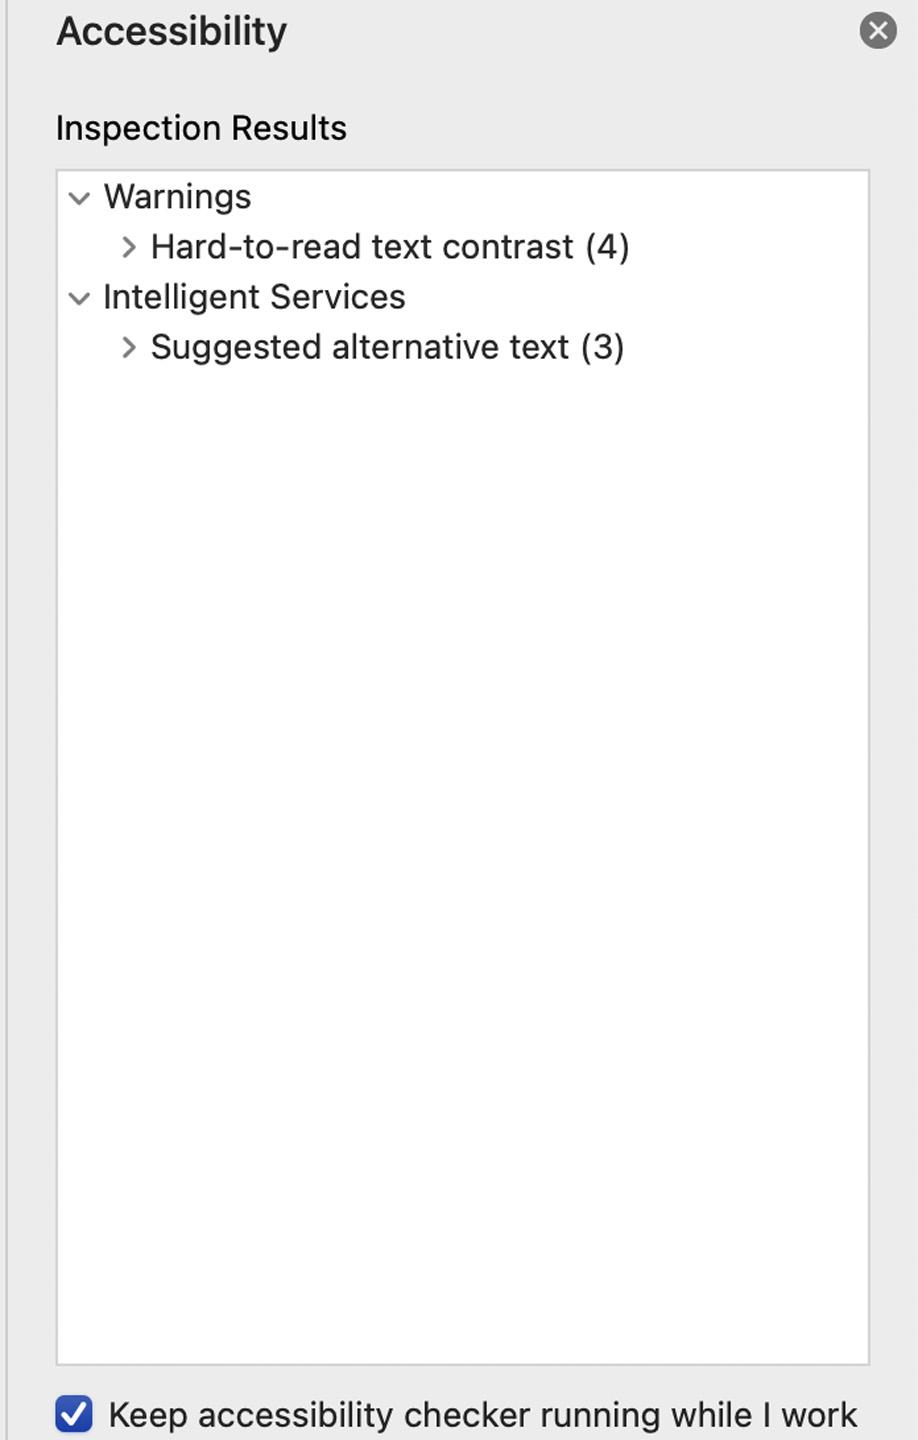 Accessibility
Inspection Results
Warnings
Hard-to-read text contrast (4)
Intelligent Services
Suggested alternative text (3)
Keep accessibility checker running while I work